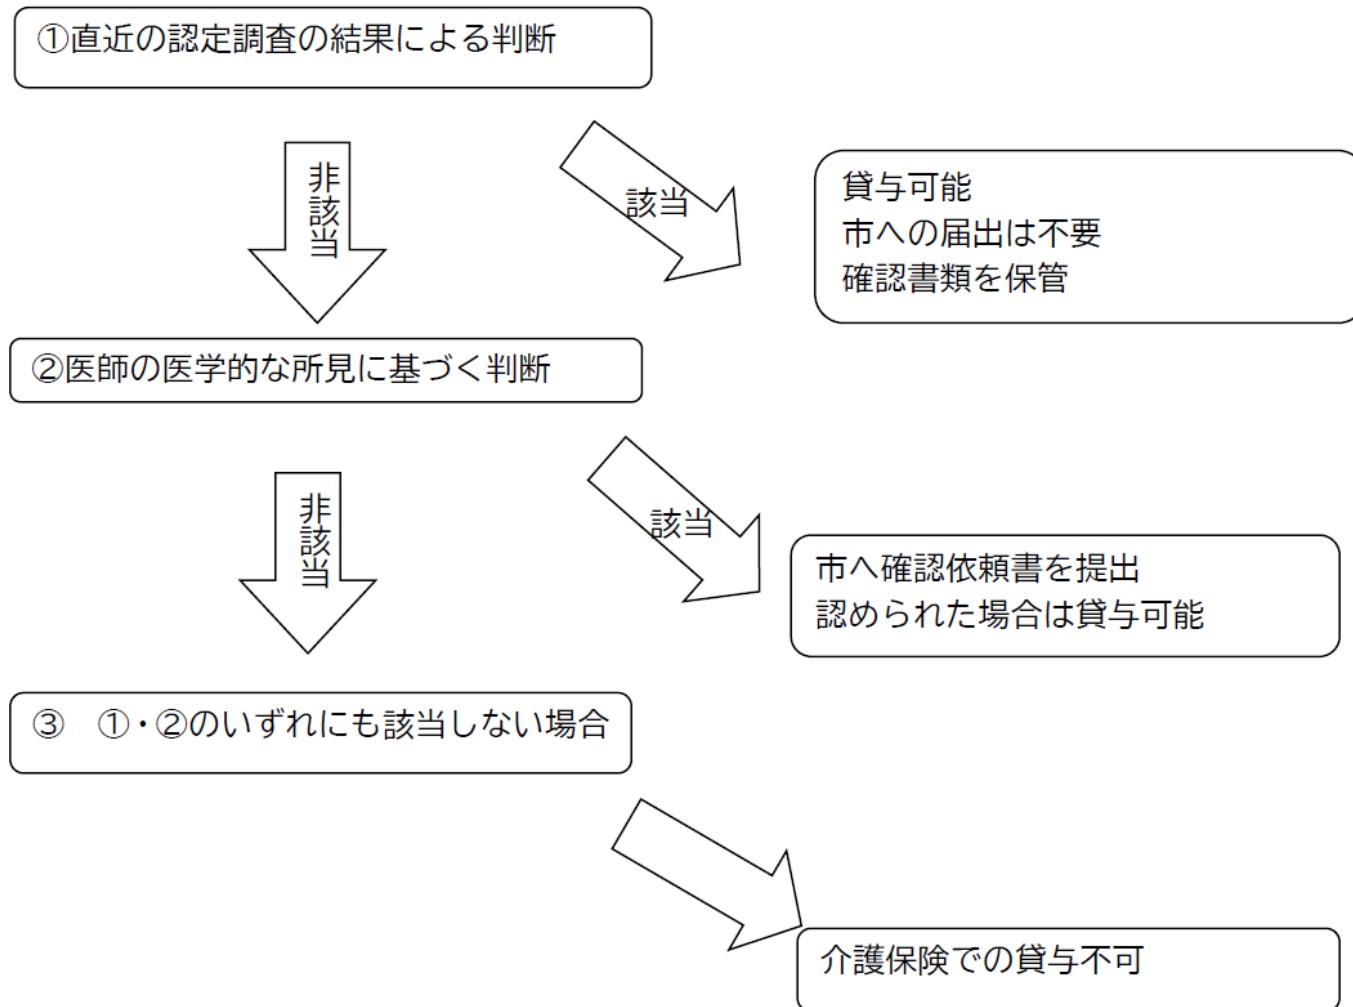 ①直近の認定調査の結果による判断
非該当
該当
貸与可能
市への届出は不要
確認書類を保管
②医師の医学的な所見に基づく判断
非該当
該当
市へ確認依頼書を提出
認められた場合は貸与可能
③　①・②のいずれにも該当しない場合
介護保険での貸与不可